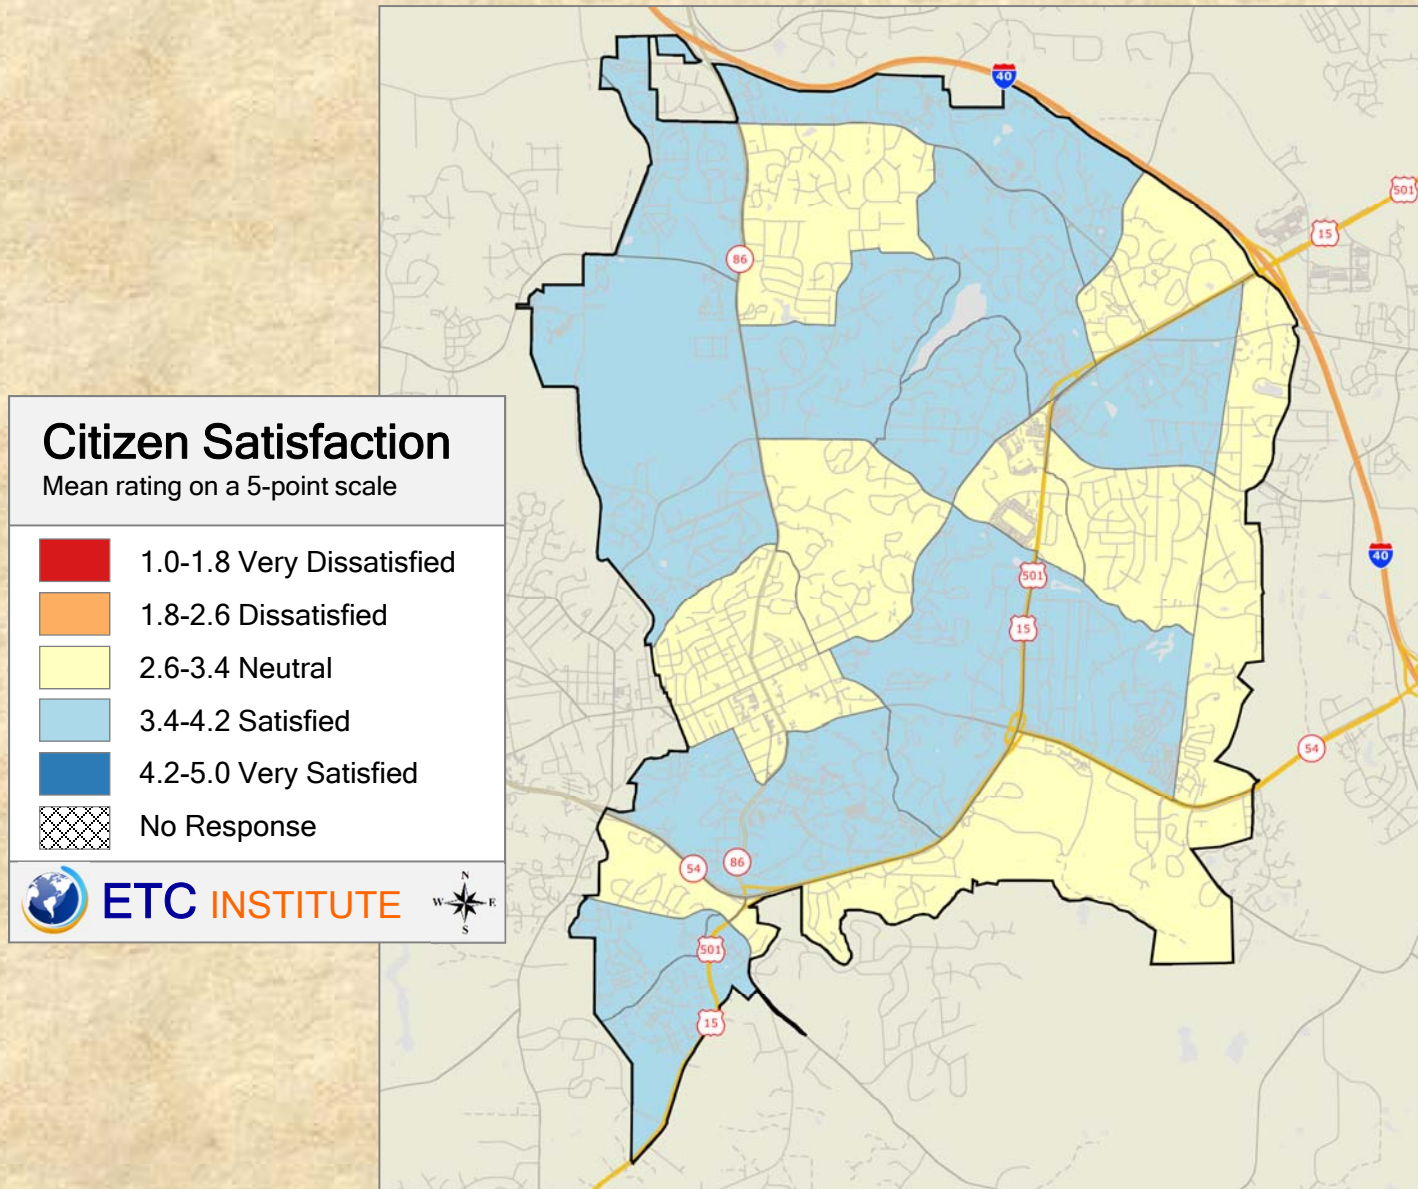 Citizen Satisfaction
Mean rating on a 5-point scale
1.0-1.8 Very Dissatisfied
1.8-2.6 Dissatisfied
2.6-3.4 Neutral
3.4-4.2 Satisfied
4.2-5.0 Very Satisfied
No Response
ETC INSTITUTE
N
W E
S
40
501
15
86
40
501
15
54
54
86
501
15